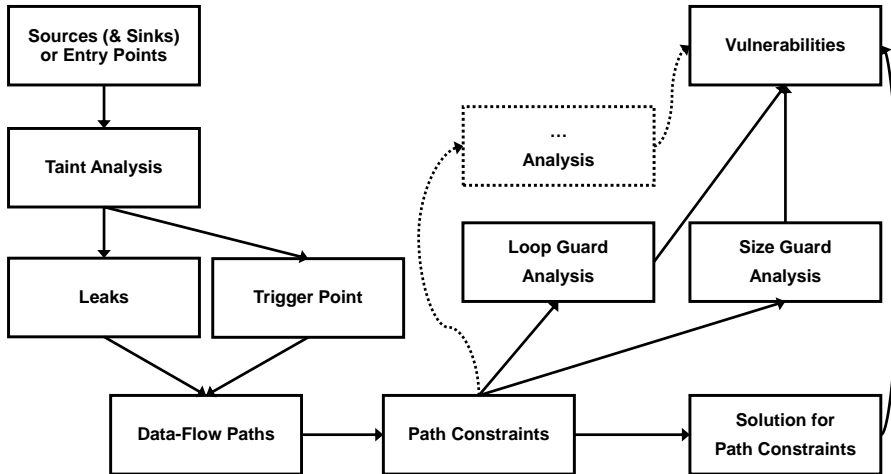 Sources (& Sinks)
or Entry Points
Vulnerabilities
...
Analysis
Taint Analysis
Loop Guard
Analysis
Size Guard
Analysis
Leaks
Trigger Point
Data-Flow Paths
Path Constraints
Solution for
Path Constraints